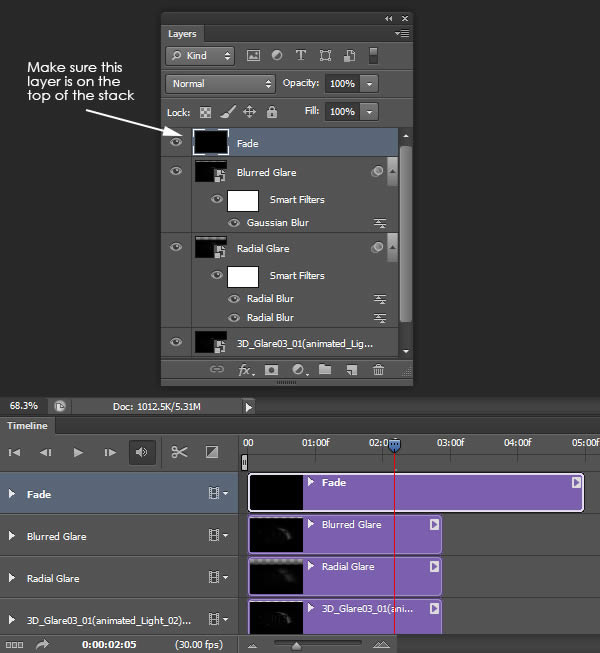 Make sure this
layer is on the
top of the stack
Layers
Kind
T
Normal
Opacity: 100%
Lock:
Fill: 100%
Fade
Blurred Glare
Smart Filters
Gaussian Blur
Radial Glare
Smart Filters
Radial Blur
Radial Blur
3D_Glare03_01(animated_Lig...
fx
68.3%
Doc: 1012.5K/5.31M
Timeline
00 01:00f 02:00f 03:00f 04:00f 05:00f
Fade
Fade
Blurred Glare
Blurred Glare
Radial Glare
Radial Glare
3D_Glare03_01(animated_Light_02)...
3D_Glare03_01(ani...
0:00:02:05
(30.00 fps)